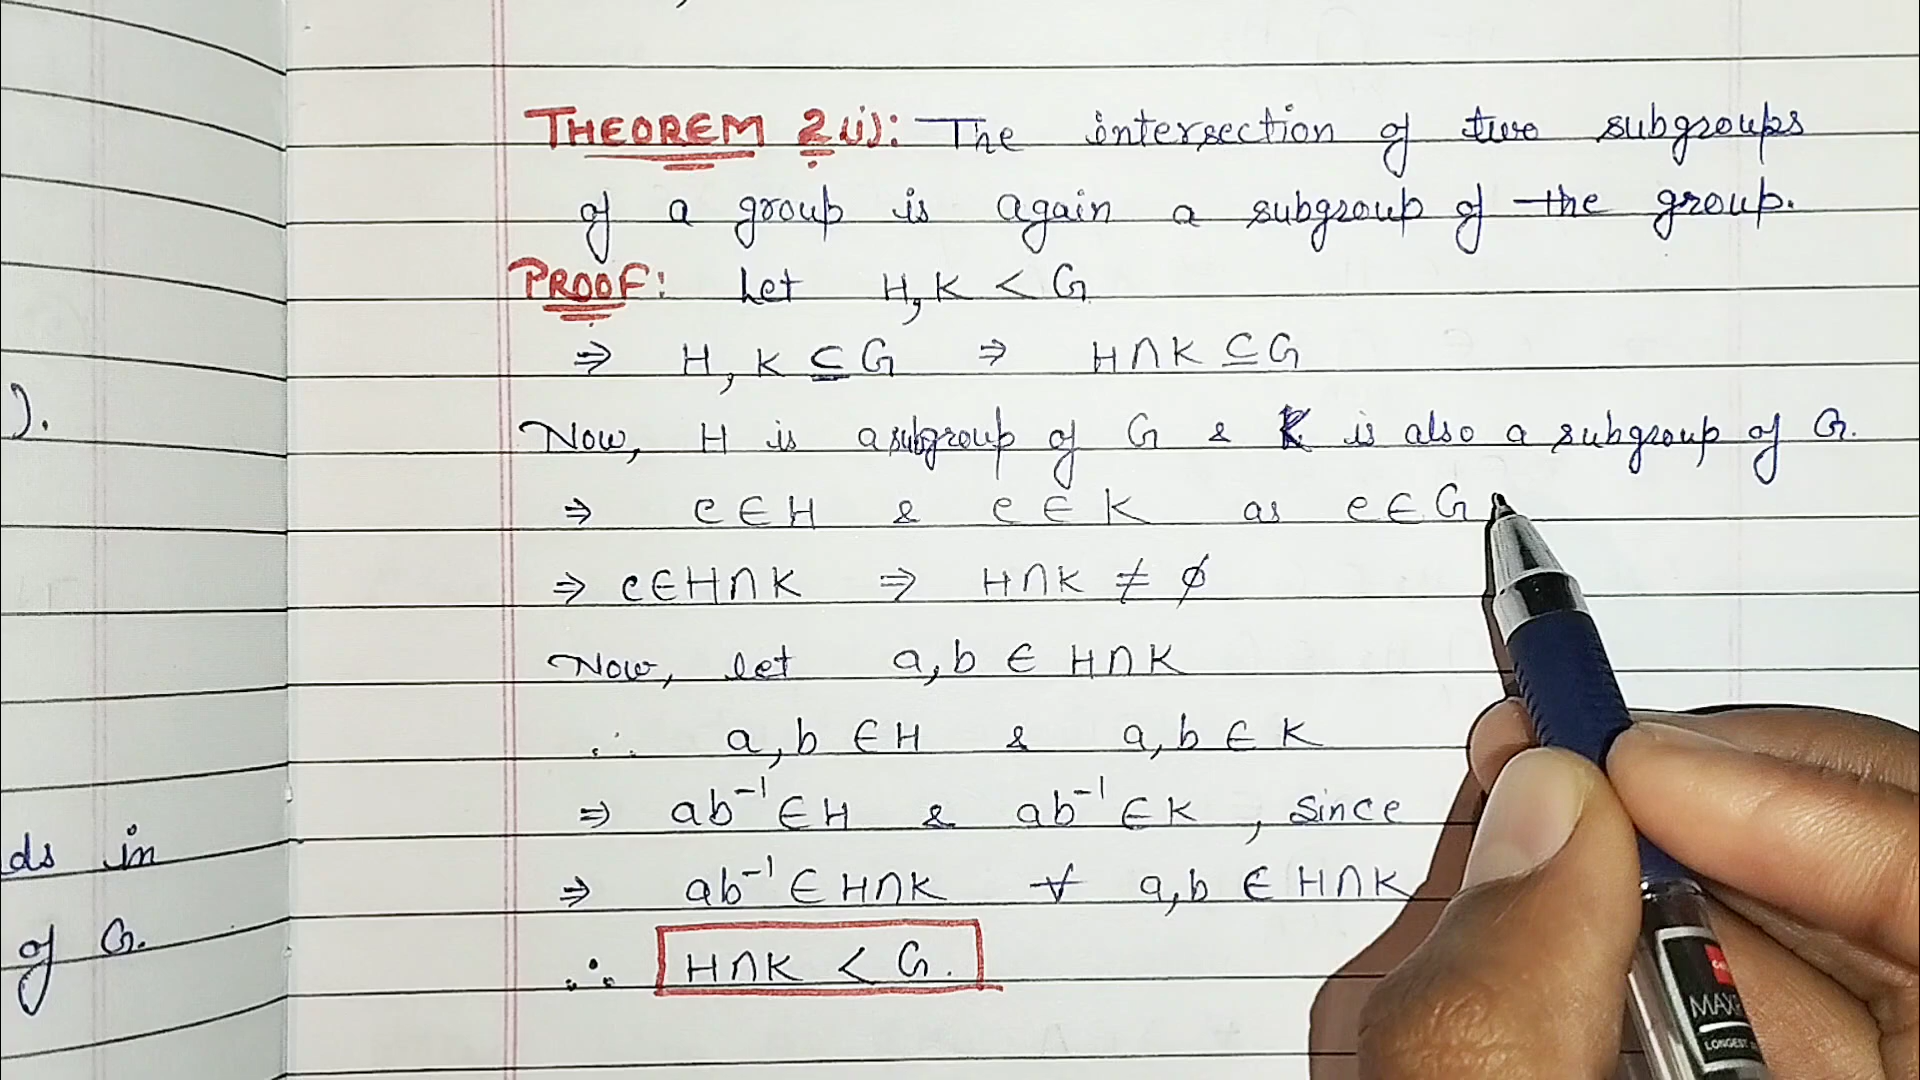 THEOREM 2(i): The intersection of two subgroups
of a group is again a subgroup of the group.
PROOF: Let H, K < G
⇒ H, K ⊆ G ⇒ H∩K ⊆ G
).
Now, H is a subgroup of G & K is also a subgroup of G.
⇒ e ∈ H & e ∈ K as e ∈ G
⇒ e ∈ H∩K ⇒ H∩K ≠ ϕ
Now, let a, b ∈ H∩K
∴ a, b ∈ H & a, b ∈ K
⇒ ab⁻¹ ∈ H & ab⁻¹ ∈ K , Since
ds in
⇒ ab⁻¹ ∈ H∩K ∀ a, b ∈ H∩K
of G.
∴ H∩K < G.
LONGEST